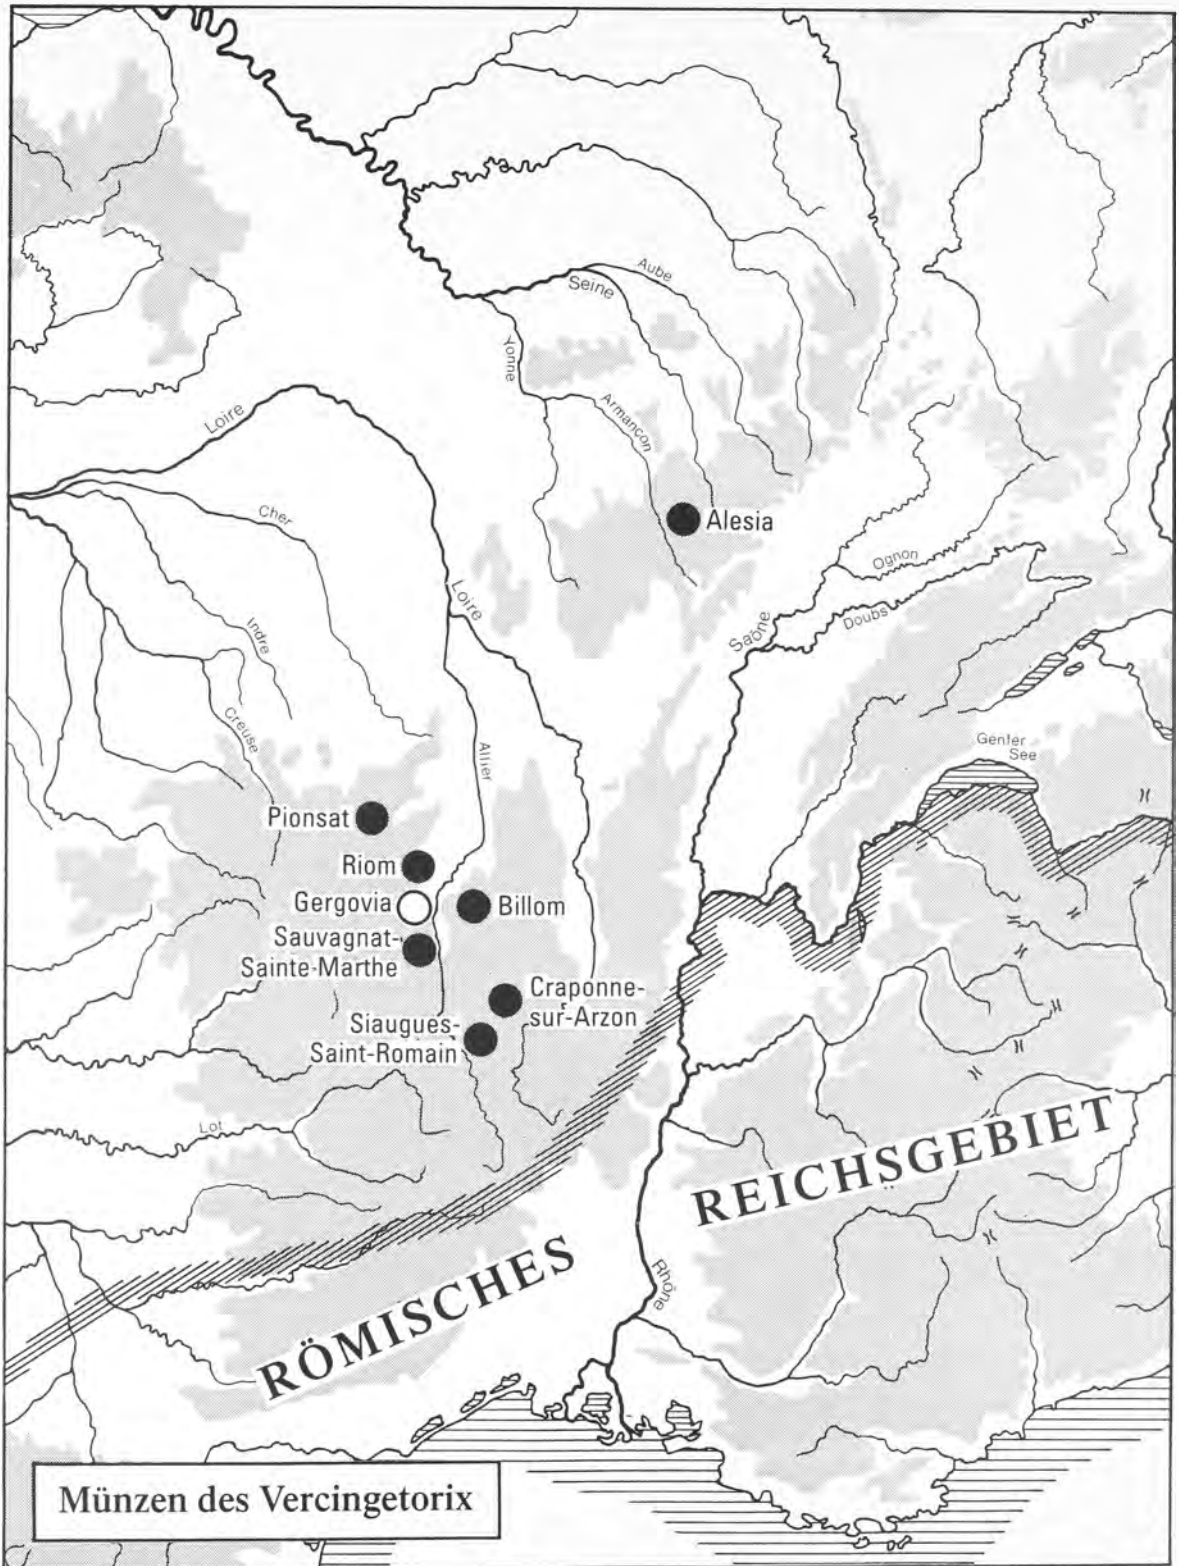 Aube
Seine
Yonne
Armançon
Loire
Cher
Alesia
Ognon
Loire
Indre
Saône
Doubs
Creuse
Allier
Genfer
See
Pionsat
Riom
Gergovia
Billom
Sauvagnat-
Sainte-Marthe
Craponne-
sur-Arzon
Siaugues-
Saint-Romain
Lot
REICHSGEBIET
RÖMISCHES
Rhône
Münzen des Vercingetorix